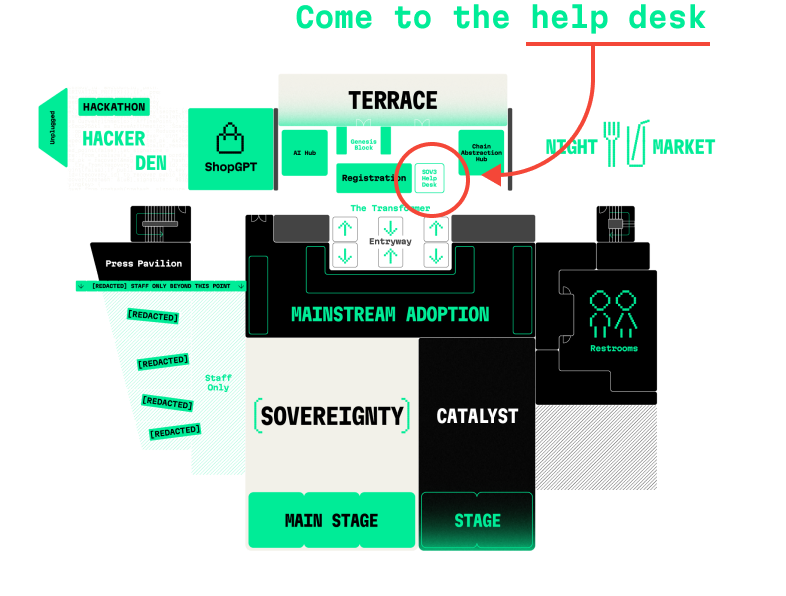 Come to the help desk
TERRACE
HACKATHON
HACKER
DEN
Unplugged
ShopGPT
AI Hub
Genesis
Block
Chain
Abstraction
Hub
Registration
SOV3
Help
Desk
NIGHT MARKET
The Transformer
Entryway
Press Pavilion
[REDACTED] STAFF ONLY BEYOND THIS POINT
[REDACTED]
[REDACTED]
[REDACTED]
[REDACTED]
Staff
Only
MAINSTREAM ADOPTION
Restrooms
[SOVEREIGNTY]
CATALYST
MAIN STAGE
STAGE